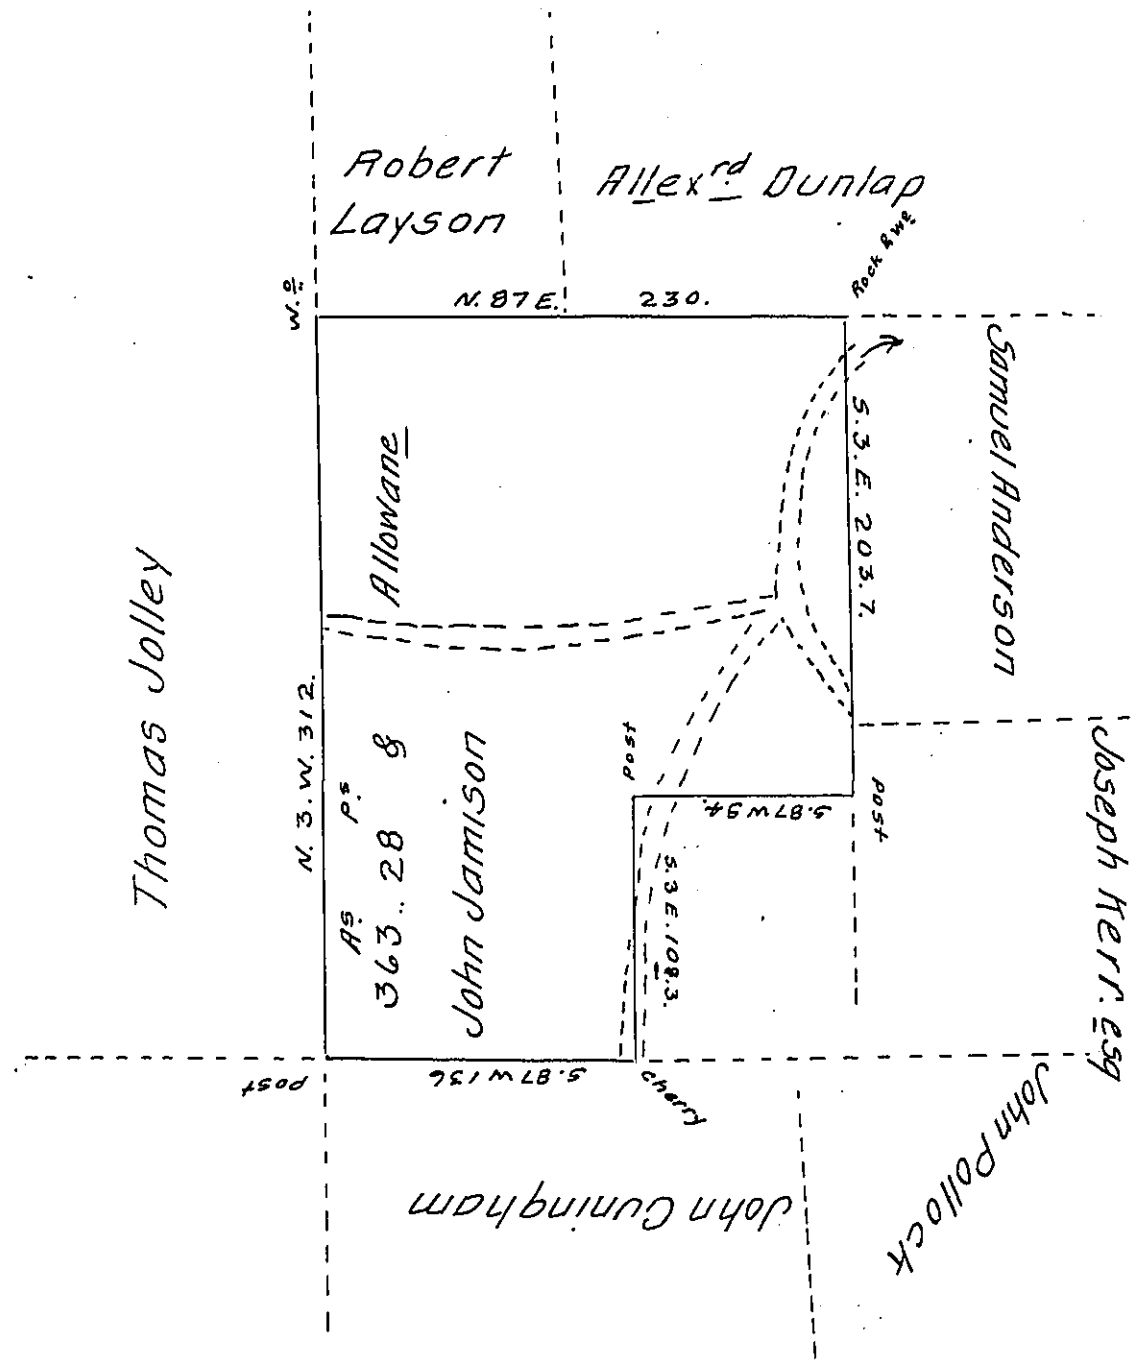 Robert
Layson
Allexrd Dunlap
W.o
N. 87 E. 230.
Rock & Wo
Samuel Anderson
S. 3. E. 203. 7.
Allowane
Thomas Jolley
N. 3. W. 312.
As Ps
363.. 28 &
John Jamison
Post
S. 87 W 94.
Post
Joseph Kerr. esq
S. 3 E. 108.3.
Post
S. 87 W 136
Cherry
John Pollock
John Cuningham